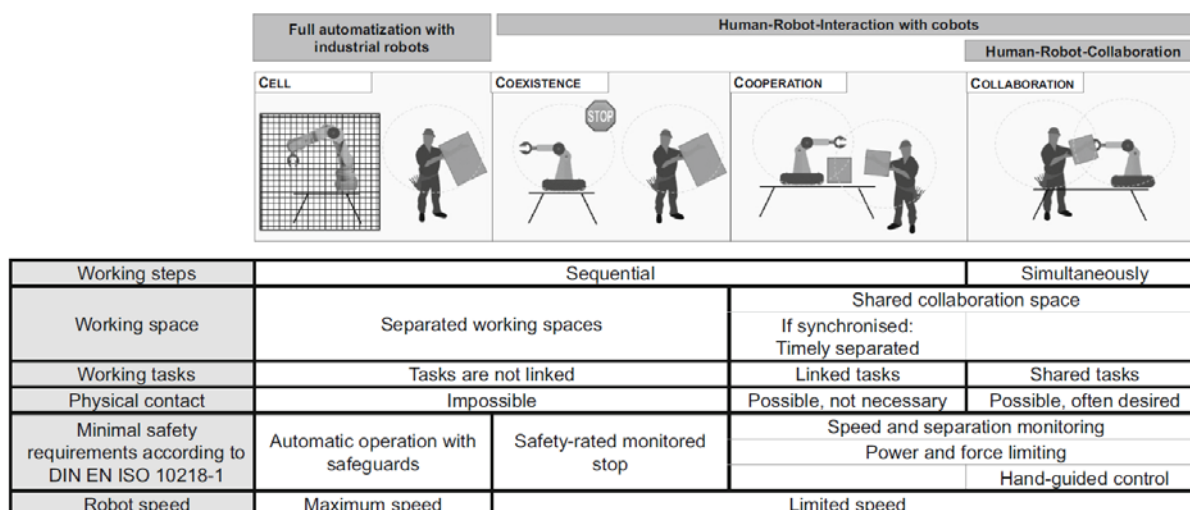 Full automatization with
industrial robots
Human-Robot-Interaction with cobots
Human-Robot-Collaboration
CELL
COEXISTENCE
COOPERATION
COLLABORATION
STOP
Working steps
Sequential
Simultaneously
Working space
Separated working spaces
Shared collaboration space
If synchronised:
Timely separated
Working tasks
Tasks are not linked
Linked tasks
Shared tasks
Physical contact
Impossible
Possible, not necessary
Possible, often desired
Minimal safety
requirements according to
DIN EN ISO 10218-1
Automatic operation with
safeguards
Safety-rated monitored
stop
Speed and separation monitoring
Power and force limiting
Hand-guided control
Robot speed
Maximum speed
Limited speed